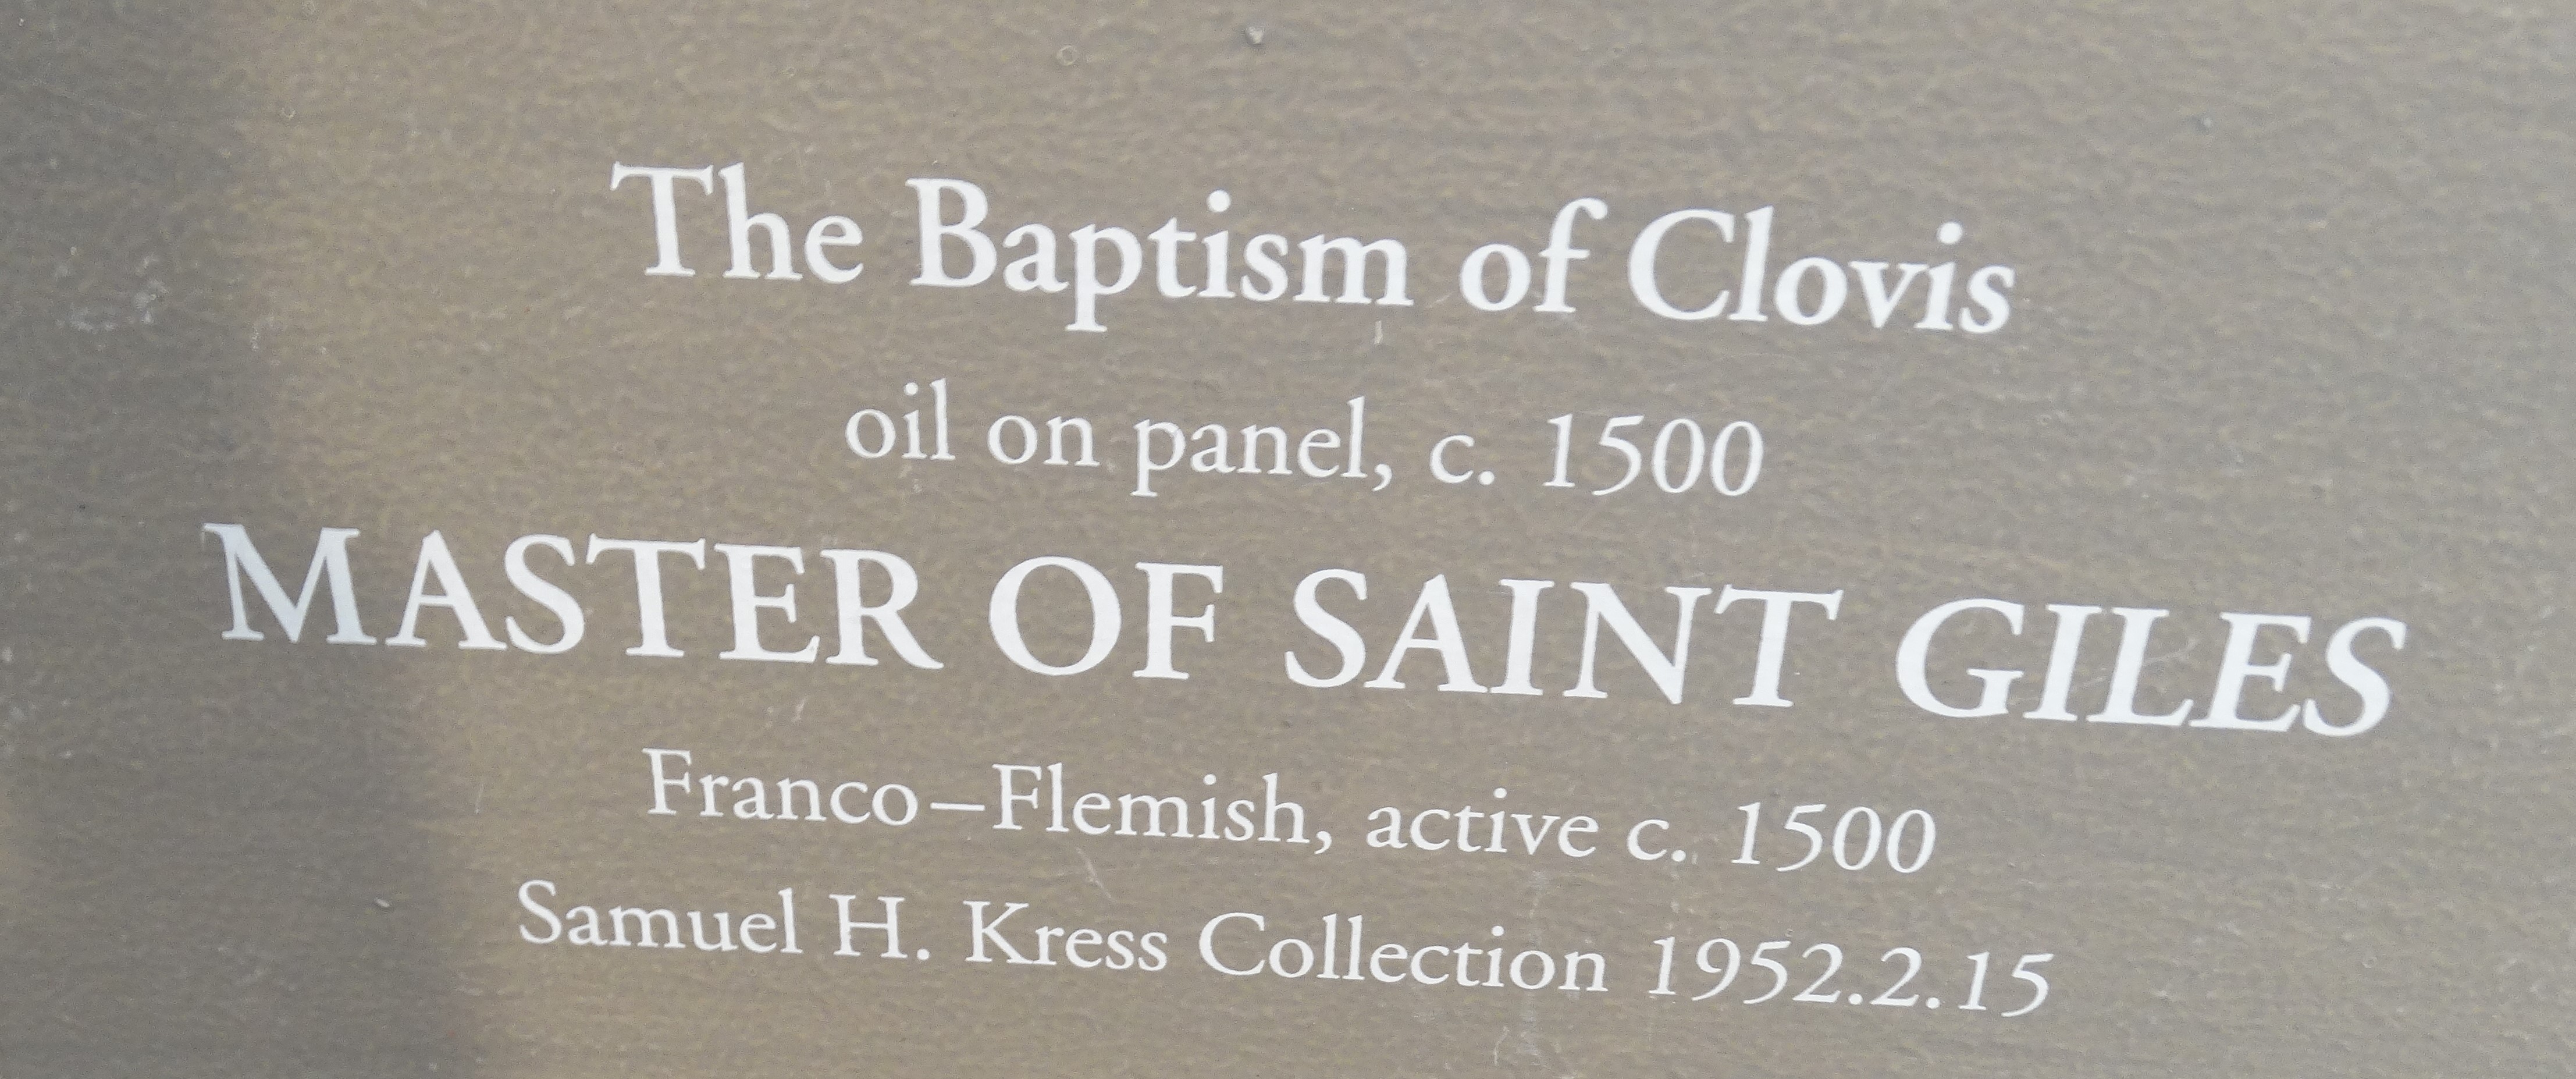 The Baptism of Clovis
oil on panel, c. 1500
MASTER OF SAINT GILES
Franco–Flemish, active c. 1500
Samuel H. Kress Collection 1952.2.15